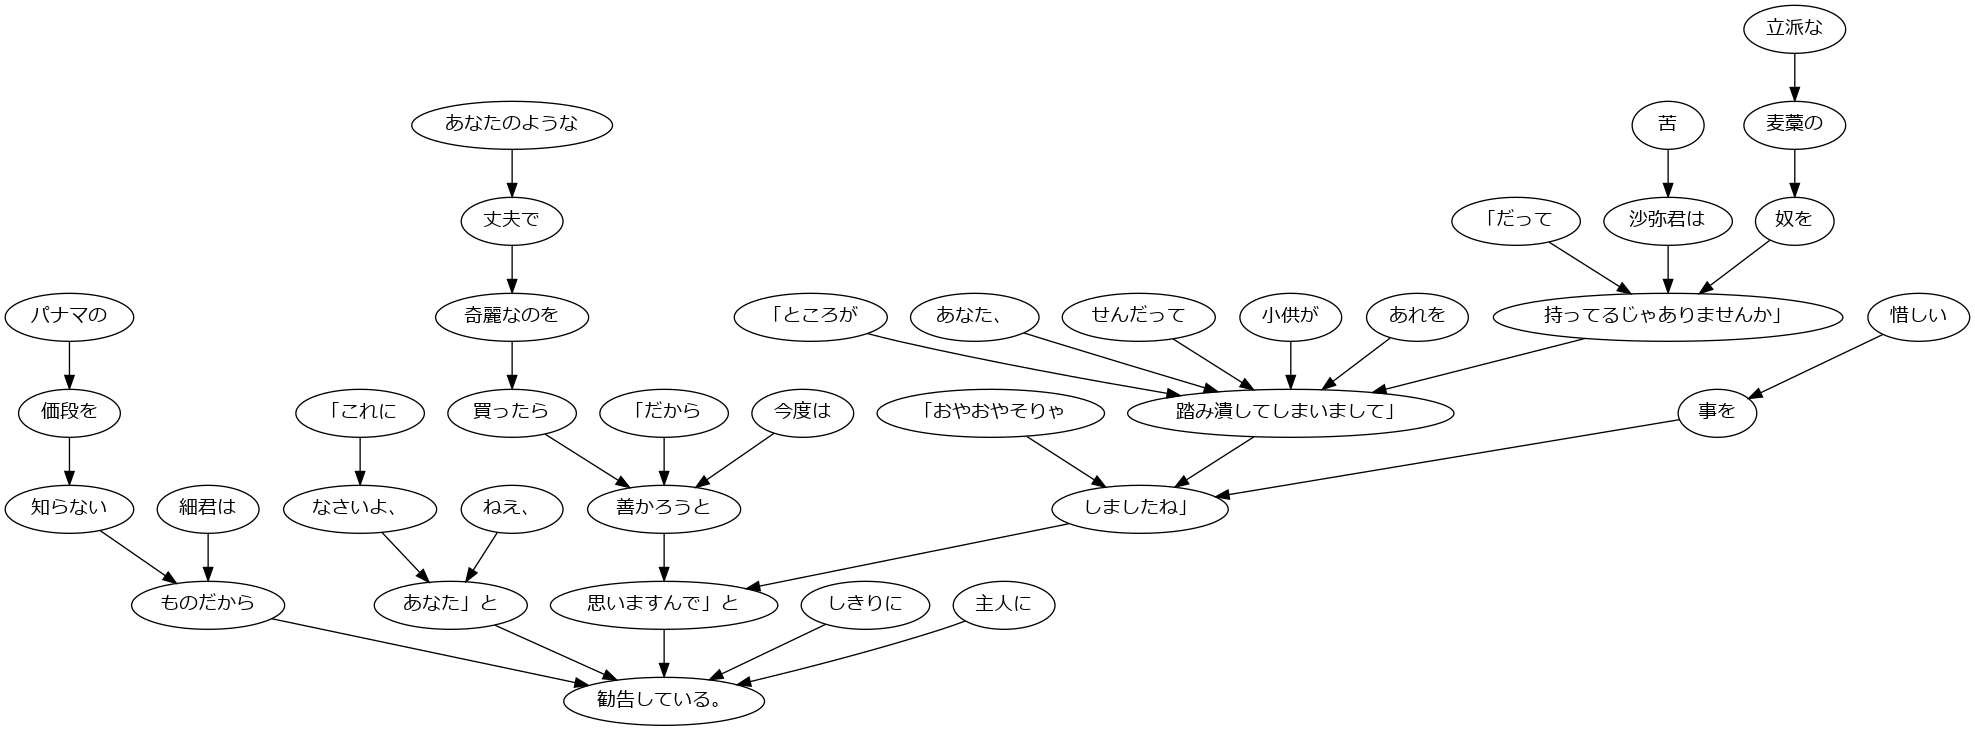 立派な
あなたのような
苦
麦藁の
丈夫で
「だって
沙弥君は
奴を
パナマの
奇麗なのを
「ところが
あなた、
せんだって
小供が
あれを
持ってるじゃありませんか」
惜しい
価段を
「これに
買ったら
「だから
今度は
「おやおやそりゃ
踏み潰してしまいまして」
事を
知らない
細君は
なさいよ、
ねえ、
善かろうと
しましたね」
ものだから
あなた」と
思いますんで」と
しきりに
主人に
勧告している。